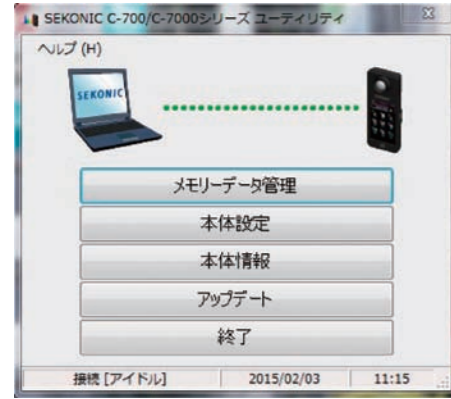 SEKONIC C-700/C-7000シリーズ ユーティリティ
ヘルプ (H)
SEKONIC
メモリーデータ管理
本体設定
本体情報
アップデート
終了
接続 [アイドル] 2015/02/03 11:15